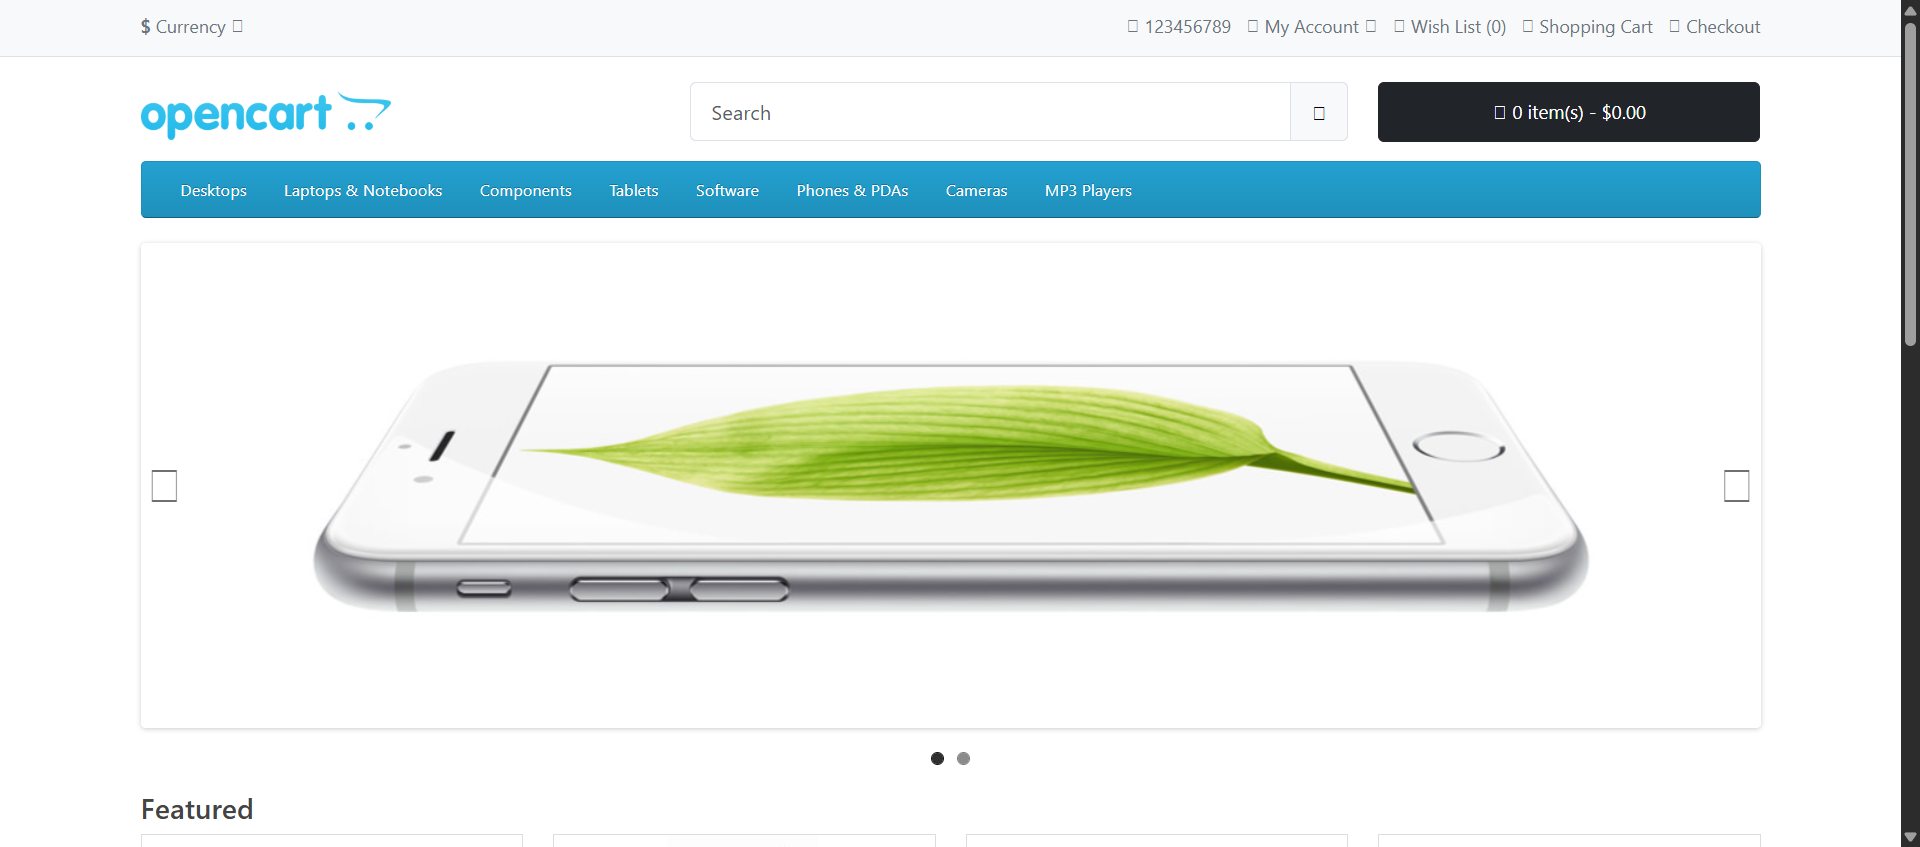 $ Currency
123456789 My Account Wish List (0) Shopping Cart Checkout
opencart
Search
0 item(s) - $0.00
Desktops Laptops & Notebooks Components Tablets Software Phones & PDAs Cameras MP3 Players
Featured